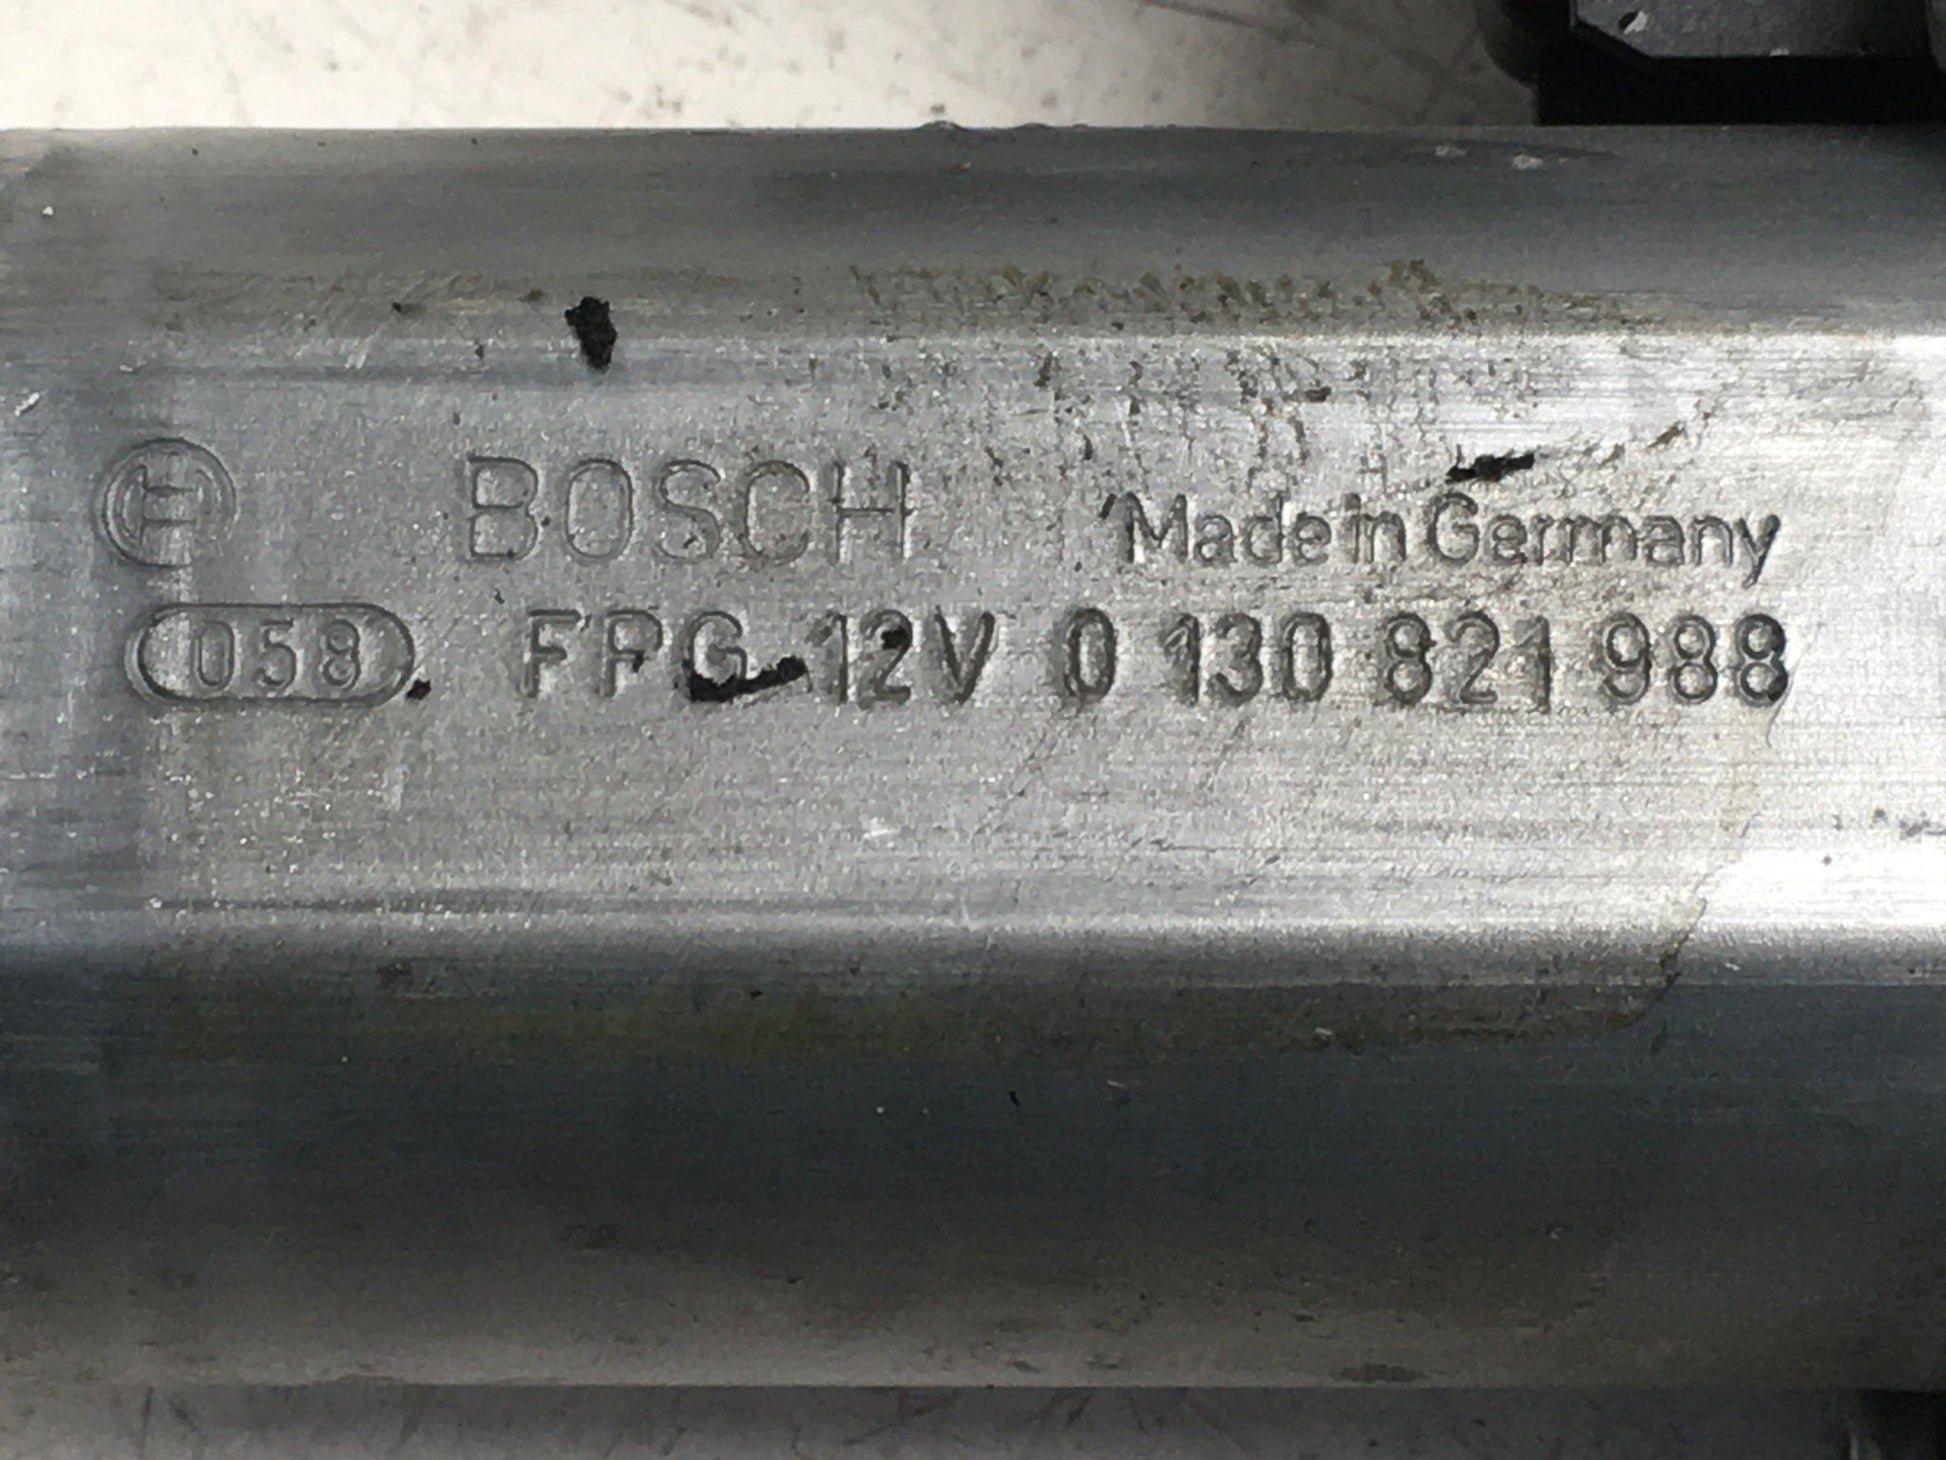 BOSCH Made in Germany
058 FPG 12V 0 130 821 988